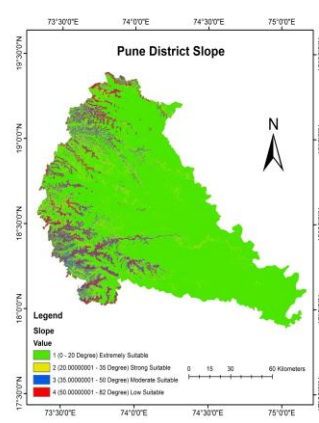 73°30'0"E 74°0'0"E 74°30'0"E 75°0'0"E
Pune District Slope
19°30'0"N
19°0'0"N
18°30'0"N
18°0'0"N
17°30'0"N
N
Legend
Slope
Value
1 (0 - 20 Degree) Extremely Suitable
2 (20.00000001 - 35 Degree) Strong Suitable
3 (35.00000001 - 50 Degree) Moderate Suitable
4 (50.00000001 - 82 Degree) Low Suitable
0 15 30 60 Kilometers
73°30'0"E 74°0'0"E 74°30'0"E 75°0'0"E